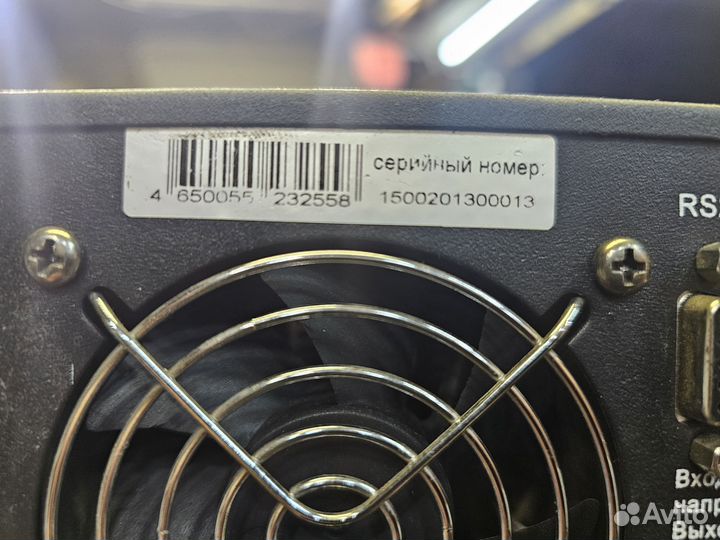 серийный номер:
4 650055 232558
1500201300013
RS
Вход
напр
Выхо
Avito